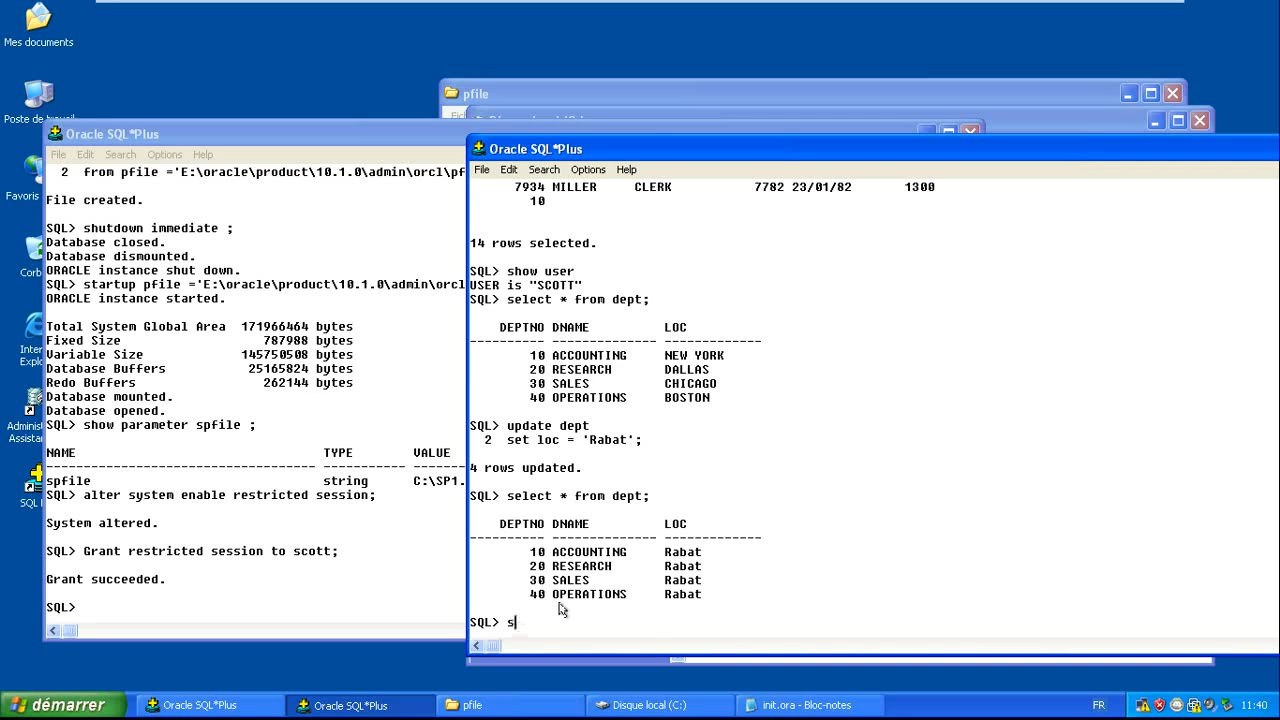 Mes documents
Poste de travail
Favoris
Corb
Inter
Explo
Administ
Assista
SQL
pfile
Oracle SQL*Plus
File Edit Search Options Help
2 from pfile ='E:\oracle\product\10.1.0\admin\orcl\pf
File created.
SQL> shutdown immediate ;
Database closed.
Database dismounted.
ORACLE instance shut down.
SQL> startup pfile ='E:\oracle\product\10.1.0\admin\orcl
ORACLE instance started.
Total System Global Area 171966464 bytes
Fixed Size 787988 bytes
Variable Size 145750508 bytes
Database Buffers 25165824 bytes
Redo Buffers 262144 bytes
Database mounted.
Database opened.
SQL> show parameter spfile ;
NAME TYPE VALUE
------------------------------------ ----------- -------
spfile string C:\SP1.
SQL> alter system enable restricted session;
System altered.
SQL> Grant restricted session to scott;
Grant succeeded.
SQL>
Oracle SQL*Plus
File Edit Search Options Help
7934 MILLER CLERK 7782 23/01/82 1300
10
14 rows selected.
SQL> show user
USER is "SCOTT"
SQL> select * from dept;
DEPTNO DNAME LOC
---------- -------------- -------------
10 ACCOUNTING NEW YORK
20 RESEARCH DALLAS
30 SALES CHICAGO
40 OPERATIONS BOSTON
SQL> update dept
2 set loc = 'Rabat';
4 rows updated.
SQL> select * from dept;
DEPTNO DNAME LOC
---------- -------------- -------------
10 ACCOUNTING Rabat
20 RESEARCH Rabat
30 SALES Rabat
40 OPERATIONS Rabat
SQL> s
démarrer Oracle SQL*Plus Oracle SQL*Plus pfile Disque local (C:) init.ora - Bloc-notes FR 11:40